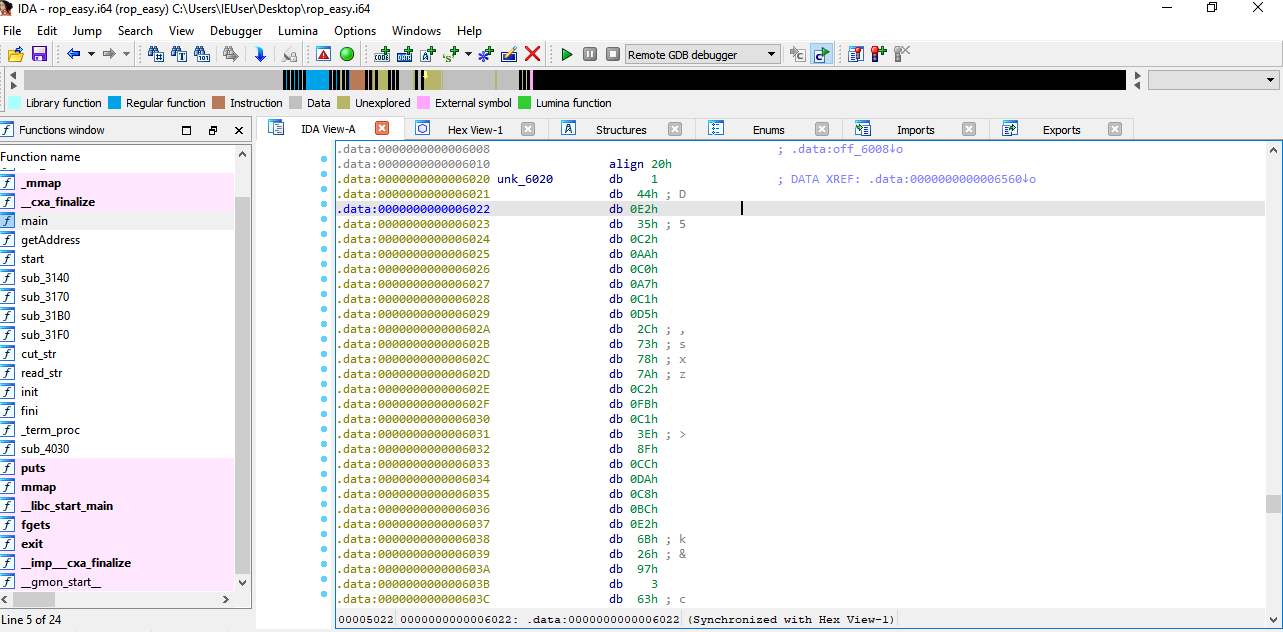 IDA - rop_easy.i64 (rop_easy) C:\Users\IEUser\Desktop\rop_easy.i64
File Edit Jump Search View Debugger Lumina Options Windows Help
Remote GDB debugger
Library function Regular function Instruction Data Unexplored External symbol Lumina function
Functions window
IDA View-A Hex View-1 Structures Enums Imports Exports
Function name
f _mmap
f __cxa_finalize
f main
f getAddress
f start
f sub_3140
f sub_3170
f sub_31B0
f sub_31F0
f cut_str
f read_str
f init
f fini
f _term_proc
f sub_4030
f puts
f mmap
f __libc_start_main
f fgets
f exit
f __imp___cxa_finalize
f __gmon_start__
Line 5 of 24
.data:0000000000006008 ; .data:off_6008↓o
.data:0000000000006010 align 20h
.data:0000000000006020 unk_6020 db 1 ; DATA XREF: .data:0000000000006560↓o
.data:0000000000006021 db 44h ; D
.data:0000000000006022 db 0E2h
.data:0000000000006023 db 35h ; 5
.data:0000000000006024 db 0C2h
.data:0000000000006025 db 0AAh
.data:0000000000006026 db 0C0h
.data:0000000000006027 db 0A7h
.data:0000000000006028 db 0C1h
.data:0000000000006029 db 0D5h
.data:000000000000602A db 2Ch ; ,
.data:000000000000602B db 73h ; s
.data:000000000000602C db 78h ; x
.data:000000000000602D db 7Ah ; z
.data:000000000000602E db 0C2h
.data:000000000000602F db 0FBh
.data:0000000000006030 db 0C1h
.data:0000000000006031 db 3Eh ; >
.data:0000000000006032 db 8Fh
.data:0000000000006033 db 0CCh
.data:0000000000006034 db 0DAh
.data:0000000000006035 db 0C8h
.data:0000000000006036 db 0BCh
.data:0000000000006037 db 0E2h
.data:0000000000006038 db 6Bh ; k
.data:0000000000006039 db 26h ; &
.data:000000000000603A db 97h
.data:000000000000603B db 3
.data:000000000000603C db 63h ; c
00005022 0000000000006022: .data:0000000000006022 (Synchronized with Hex View-1)